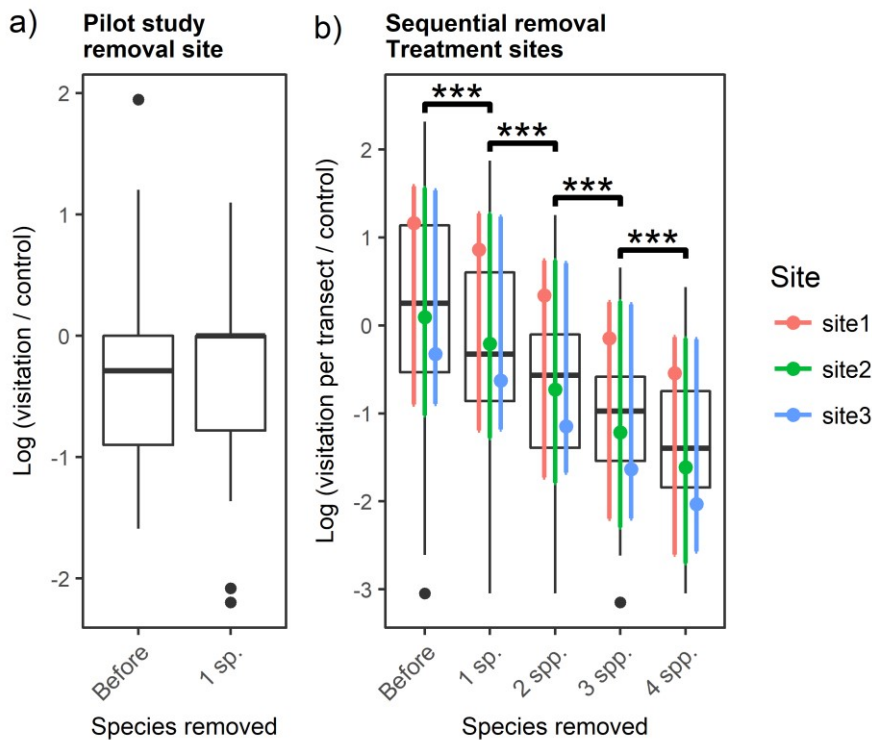 a)
Pilot study
removal site
Log (visitation / control)
2
1
0
-1
-2
Before
1 sp.
Species removed
b)
Sequential removal
Treatment sites
Log (visitation per transect / control)
2
1
0
-1
-2
-3
***
***
***
***
Before
1 sp.
2 spp.
3 spp.
4 spp.
Species removed
Site
site1
site2
site3